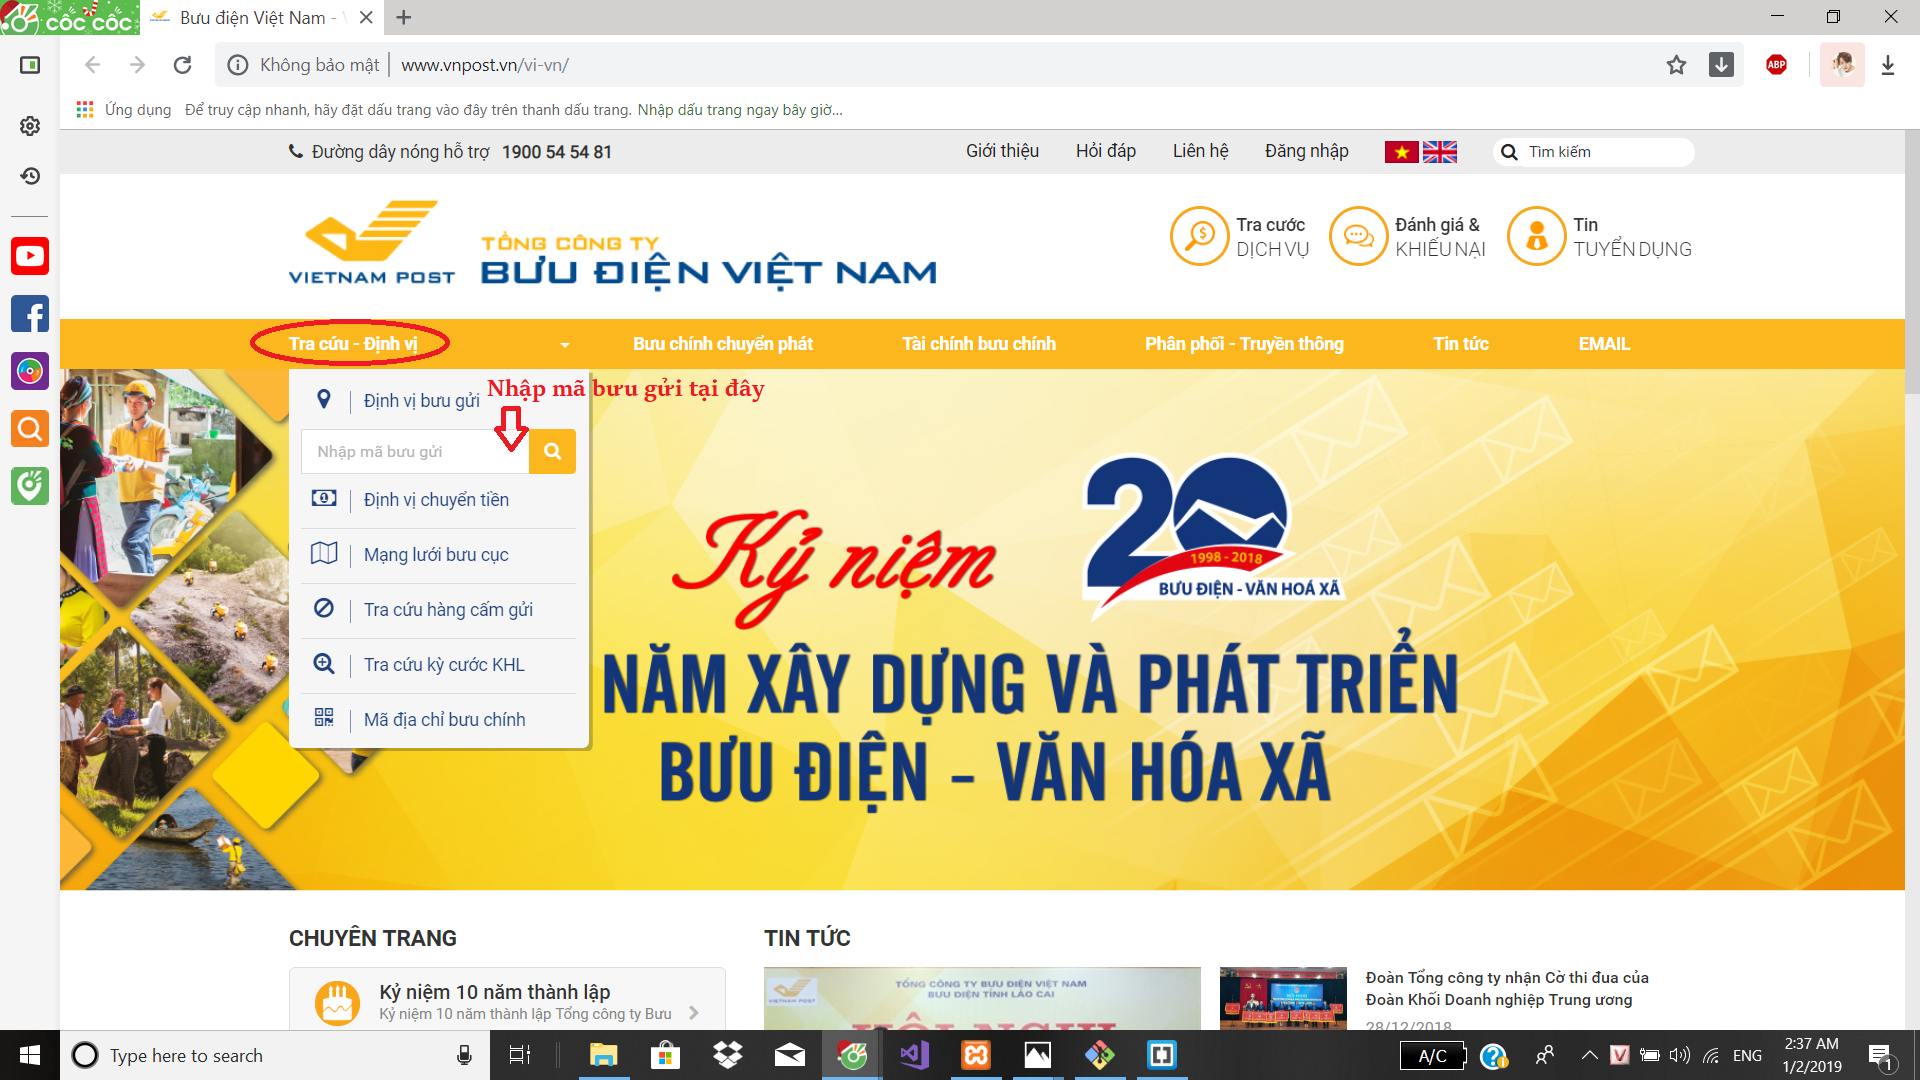 cốc cốc
Bưu điện Việt Nam -
Không bảo mật
www.vnpost.vn/vi-vn/
ABP
Ứng dụng
Để truy cập nhanh, hãy đặt dấu trang vào đây trên thanh dấu trang. Nhập dấu trang ngay bây giờ...
Đường dây nóng hỗ trợ 1900 54 54 81
Giới thiệu
Hỏi đáp
Liên hệ
Đăng nhập
Tìm kiếm
VIETNAM POST
TỔNG CÔNG TY
BƯU ĐIỆN VIỆT NAM
Tra cước
DỊCH VỤ
Đánh giá &
KHIẾU NẠI
Tin
TUYỂN DỤNG
Tra cứu - Định vị
Bưu chính chuyển phát
Tài chính bưu chính
Phân phối - Truyền thông
Tin tức
EMAIL
Nhập mã bưu gửi tại đây
Định vị bưu gửi
Nhập mã bưu gửi
Định vị chuyển tiền
Mạng lưới bưu cục
Tra cứu hàng cấm gửi
Tra cứu kỳ cước KHL
Mã địa chỉ bưu chính
Kỷ niệm
20
1998 - 2018
BƯU ĐIỆN - VĂN HOÁ XÃ
NĂM XÂY DỰNG VÀ PHÁT TRIỂN
BƯU ĐIỆN – VĂN HÓA XÃ
CHUYÊN TRANG
Kỷ niệm 10 năm thành lập
Kỷ niệm 10 năm thành lập Tổng công ty Bưu
TIN TỨC
VIETNAM POST
TỔNG CÔNG TY BƯU ĐIỆN VIỆT NAM
BƯU ĐIỆN TỈNH LÀO CAI
HỘI NGHỊ
Đoàn Tổng công ty nhận Cờ thi đua của
Đoàn Khối Doanh nghiệp Trung ương
28/12/2018
Type here to search
A/C
ENG
2:37 AM
1/2/2019
1